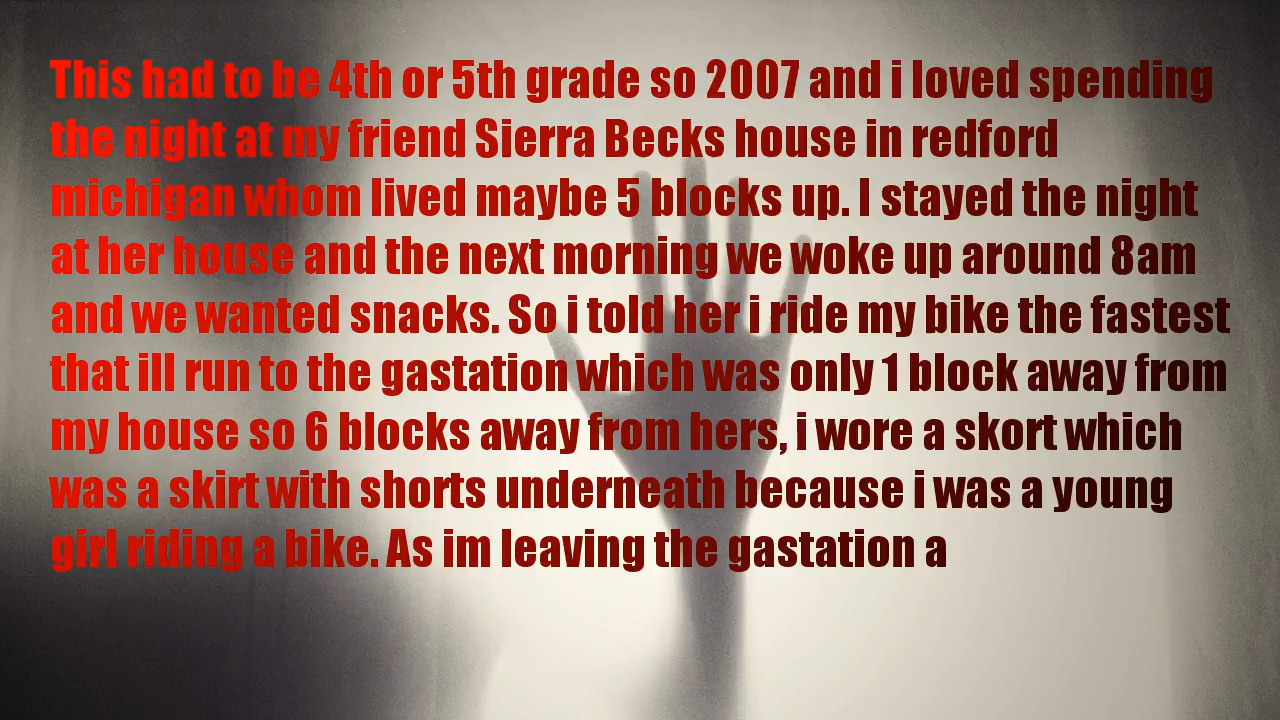 This had to be 4th or 5th grade so 2007 and i loved spending
the night at my friend Sierra Becks house in redford
michigan whom lived maybe 5 blocks up. I stayed the night
at her house and the next morning we woke up around 8am
and we wanted snacks. So i told her i ride my bike the fastest
that ill run to the gastation which was only 1 block away from
my house so 6 blocks away from hers, i wore a skort which
was a skirt with shorts underneath because i was a young
girl riding a bike. As im leaving the gastation a